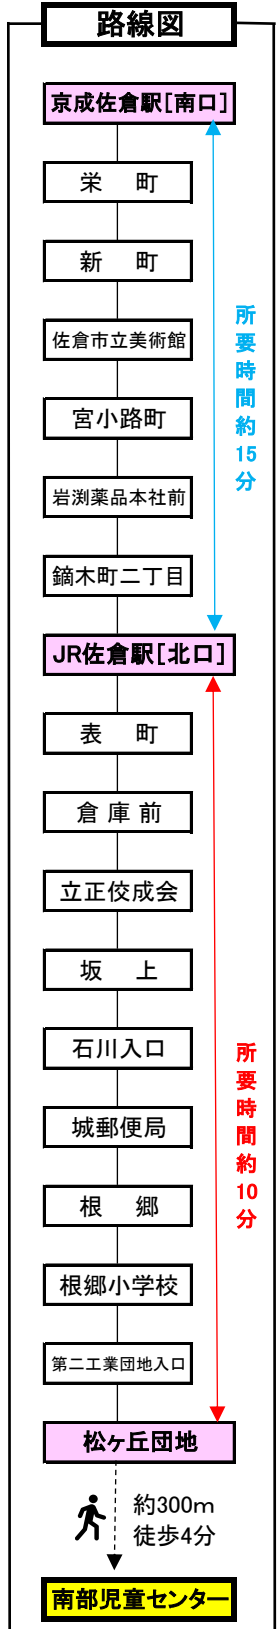 路線図
京成佐倉駅[南口]
栄 町
新 町
佐倉市立美術館
宮小路町
岩渕薬品本社前
鏑木町二丁目
所要時間約15分
JR佐倉駅[北口]
表 町
倉庫前
立正佼成会
坂 上
石川入口
城郵便局
根 郷
根郷小学校
第二工業団地入口
所要時間約10分
松ヶ丘団地
約300m
徒歩4分
南部児童センター